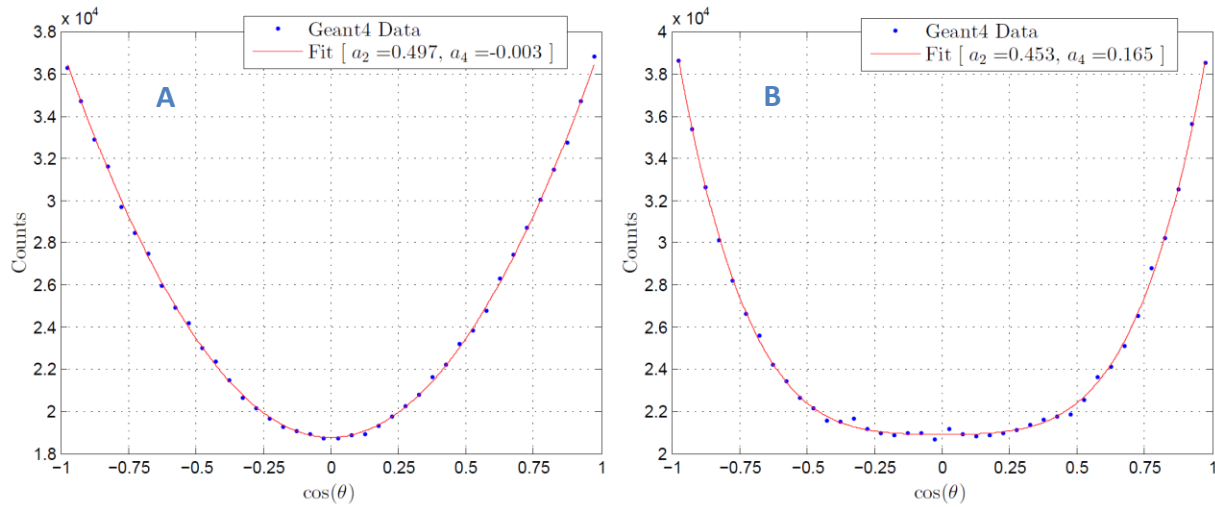 x 10⁴
Geant4 Data
Fit [ a₂ =0.497, a₄ =-0.003 ]
A
3.8
3.6
3.4
3.2
3
2.8
2.6
2.4
2.2
2
1.8
Counts
−1 −0.75 −0.5 −0.25 0 0.25 0.5 0.75 1
cos(θ)
x 10⁴
Geant4 Data
Fit [ a₂ =0.453, a₄ =0.165 ]
B
4
3.8
3.6
3.4
3.2
3
2.8
2.6
2.4
2.2
2
Counts
−1 −0.75 −0.5 −0.25 0 0.25 0.5 0.75 1
cos(θ)